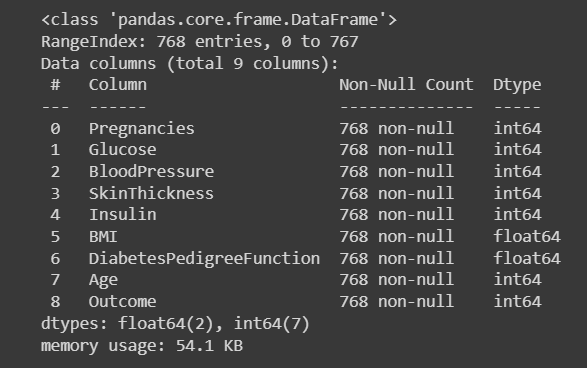 <class 'pandas.core.frame.DataFrame'>
RangeIndex: 768 entries, 0 to 767
Data columns (total 9 columns):
 #   Column                    Non-Null Count  Dtype
---  ------                    --------------  -----
 0   Pregnancies               768 non-null    int64
 1   Glucose                   768 non-null    int64
 2   BloodPressure             768 non-null    int64
 3   SkinThickness             768 non-null    int64
 4   Insulin                   768 non-null    int64
 5   BMI                       768 non-null    float64
 6   DiabetesPedigreeFunction  768 non-null    float64
 7   Age                       768 non-null    int64
 8   Outcome                   768 non-null    int64
dtypes: float64(2), int64(7)
memory usage: 54.1 KB